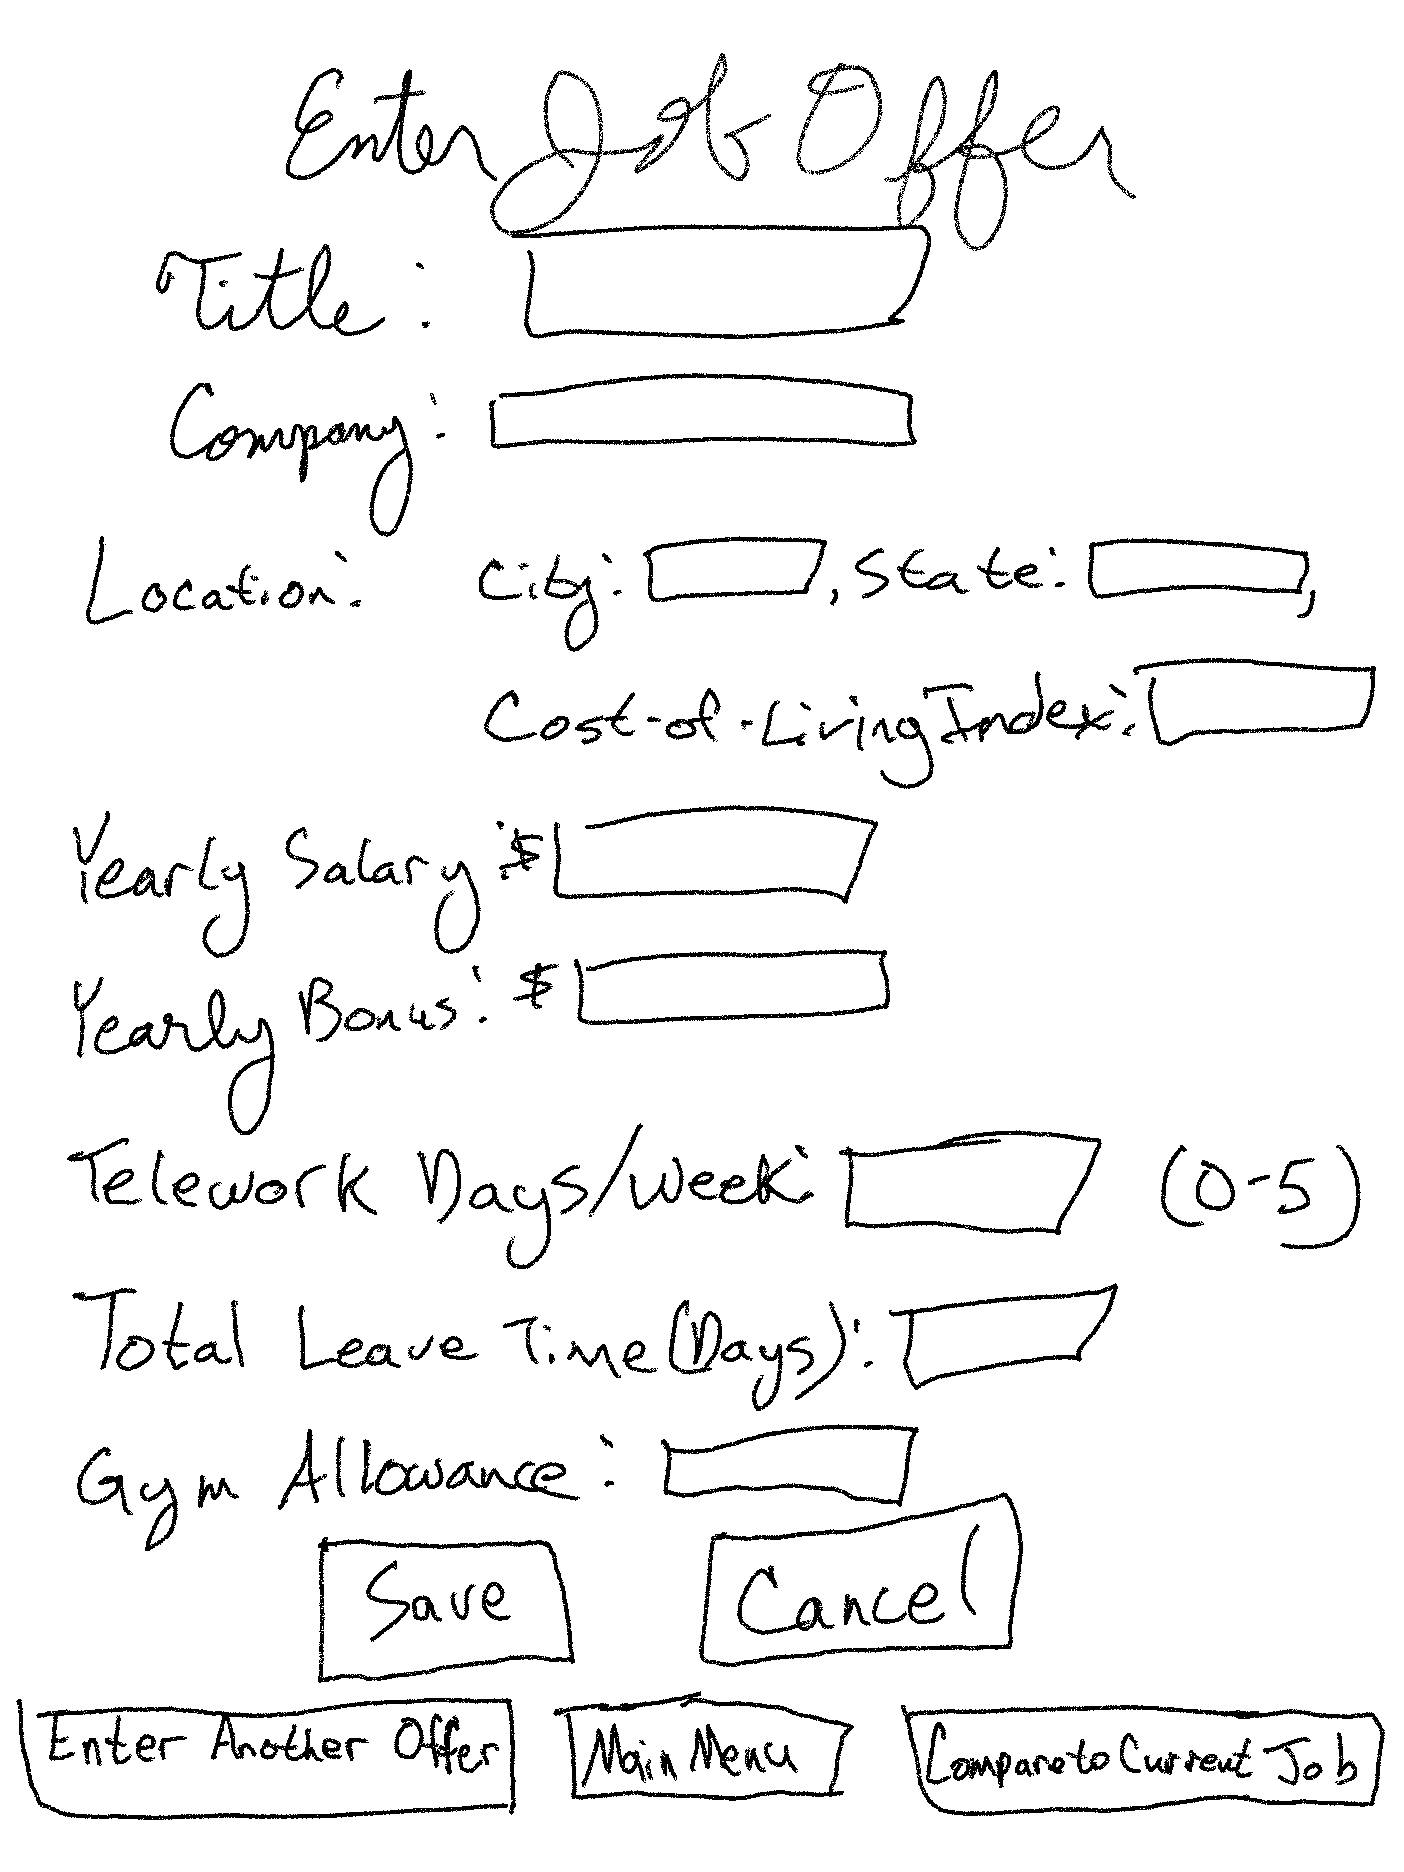 Enter Job Offer
Title:
Company:
Location: City: , State: ,
Cost-of-Living Index:
Yearly Salary: $
Yearly Bonus: $
Telework Days/week: (0-5)
Total Leave Time (Days):
Gym Allowance:
Save Cancel
Enter Another Offer Main Menu Compare to Current Job